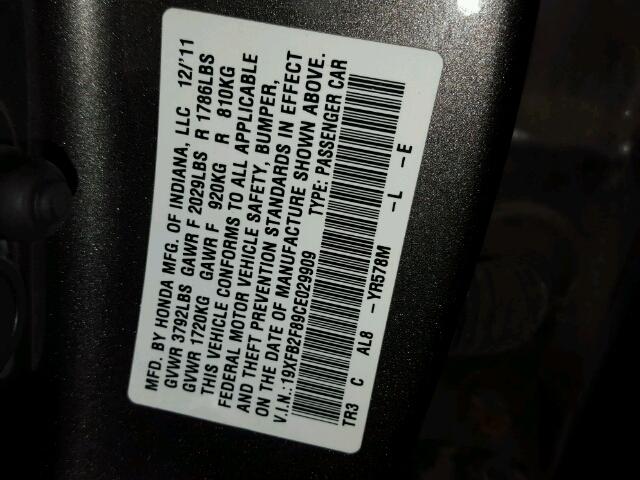 MFD. BY HONDA MFG. OF INDIANA, LLC 12/'11
GVWR 3792LBS GAWR F 2029LBS R 1786LBS
GVWR 1720KG GAWR F 920KG R 810KG
THIS VEHICLE CONFORMS TO ALL APPLICABLE
FEDERAL MOTOR VEHICLE SAFETY, BUMPER,
AND THEFT PREVENTION STANDARDS IN EFFECT
ON THE DATE OF MANUFACTURE SHOWN ABOVE.
V.I.N.:19XFB2F89CE029909 TYPE: PASSENGER CAR
TR3 C AL8 -YR578M -L -E